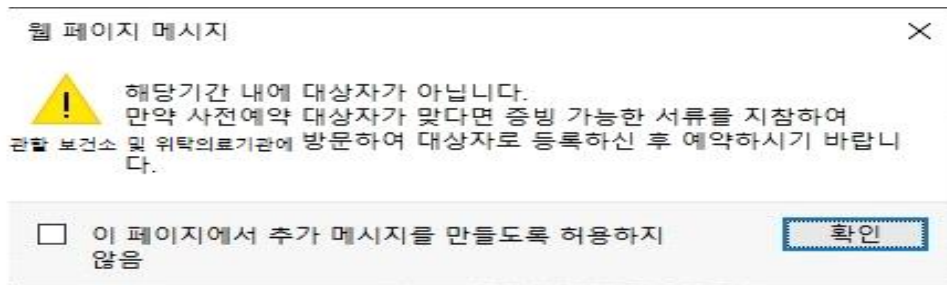 웹 페이지 메시지
해당기간 내에 대상자가 아닙니다.
만약 사전예약 대상자가 맞다면 증빙 가능한 서류를 지참하여
관할 보건소 및 위탁의료기관에 방문하여 대상자로 등록하신 후 예약하시기 바랍니
다.
이 페이지에서 추가 메시지를 만들도록 허용하지
않음
확인